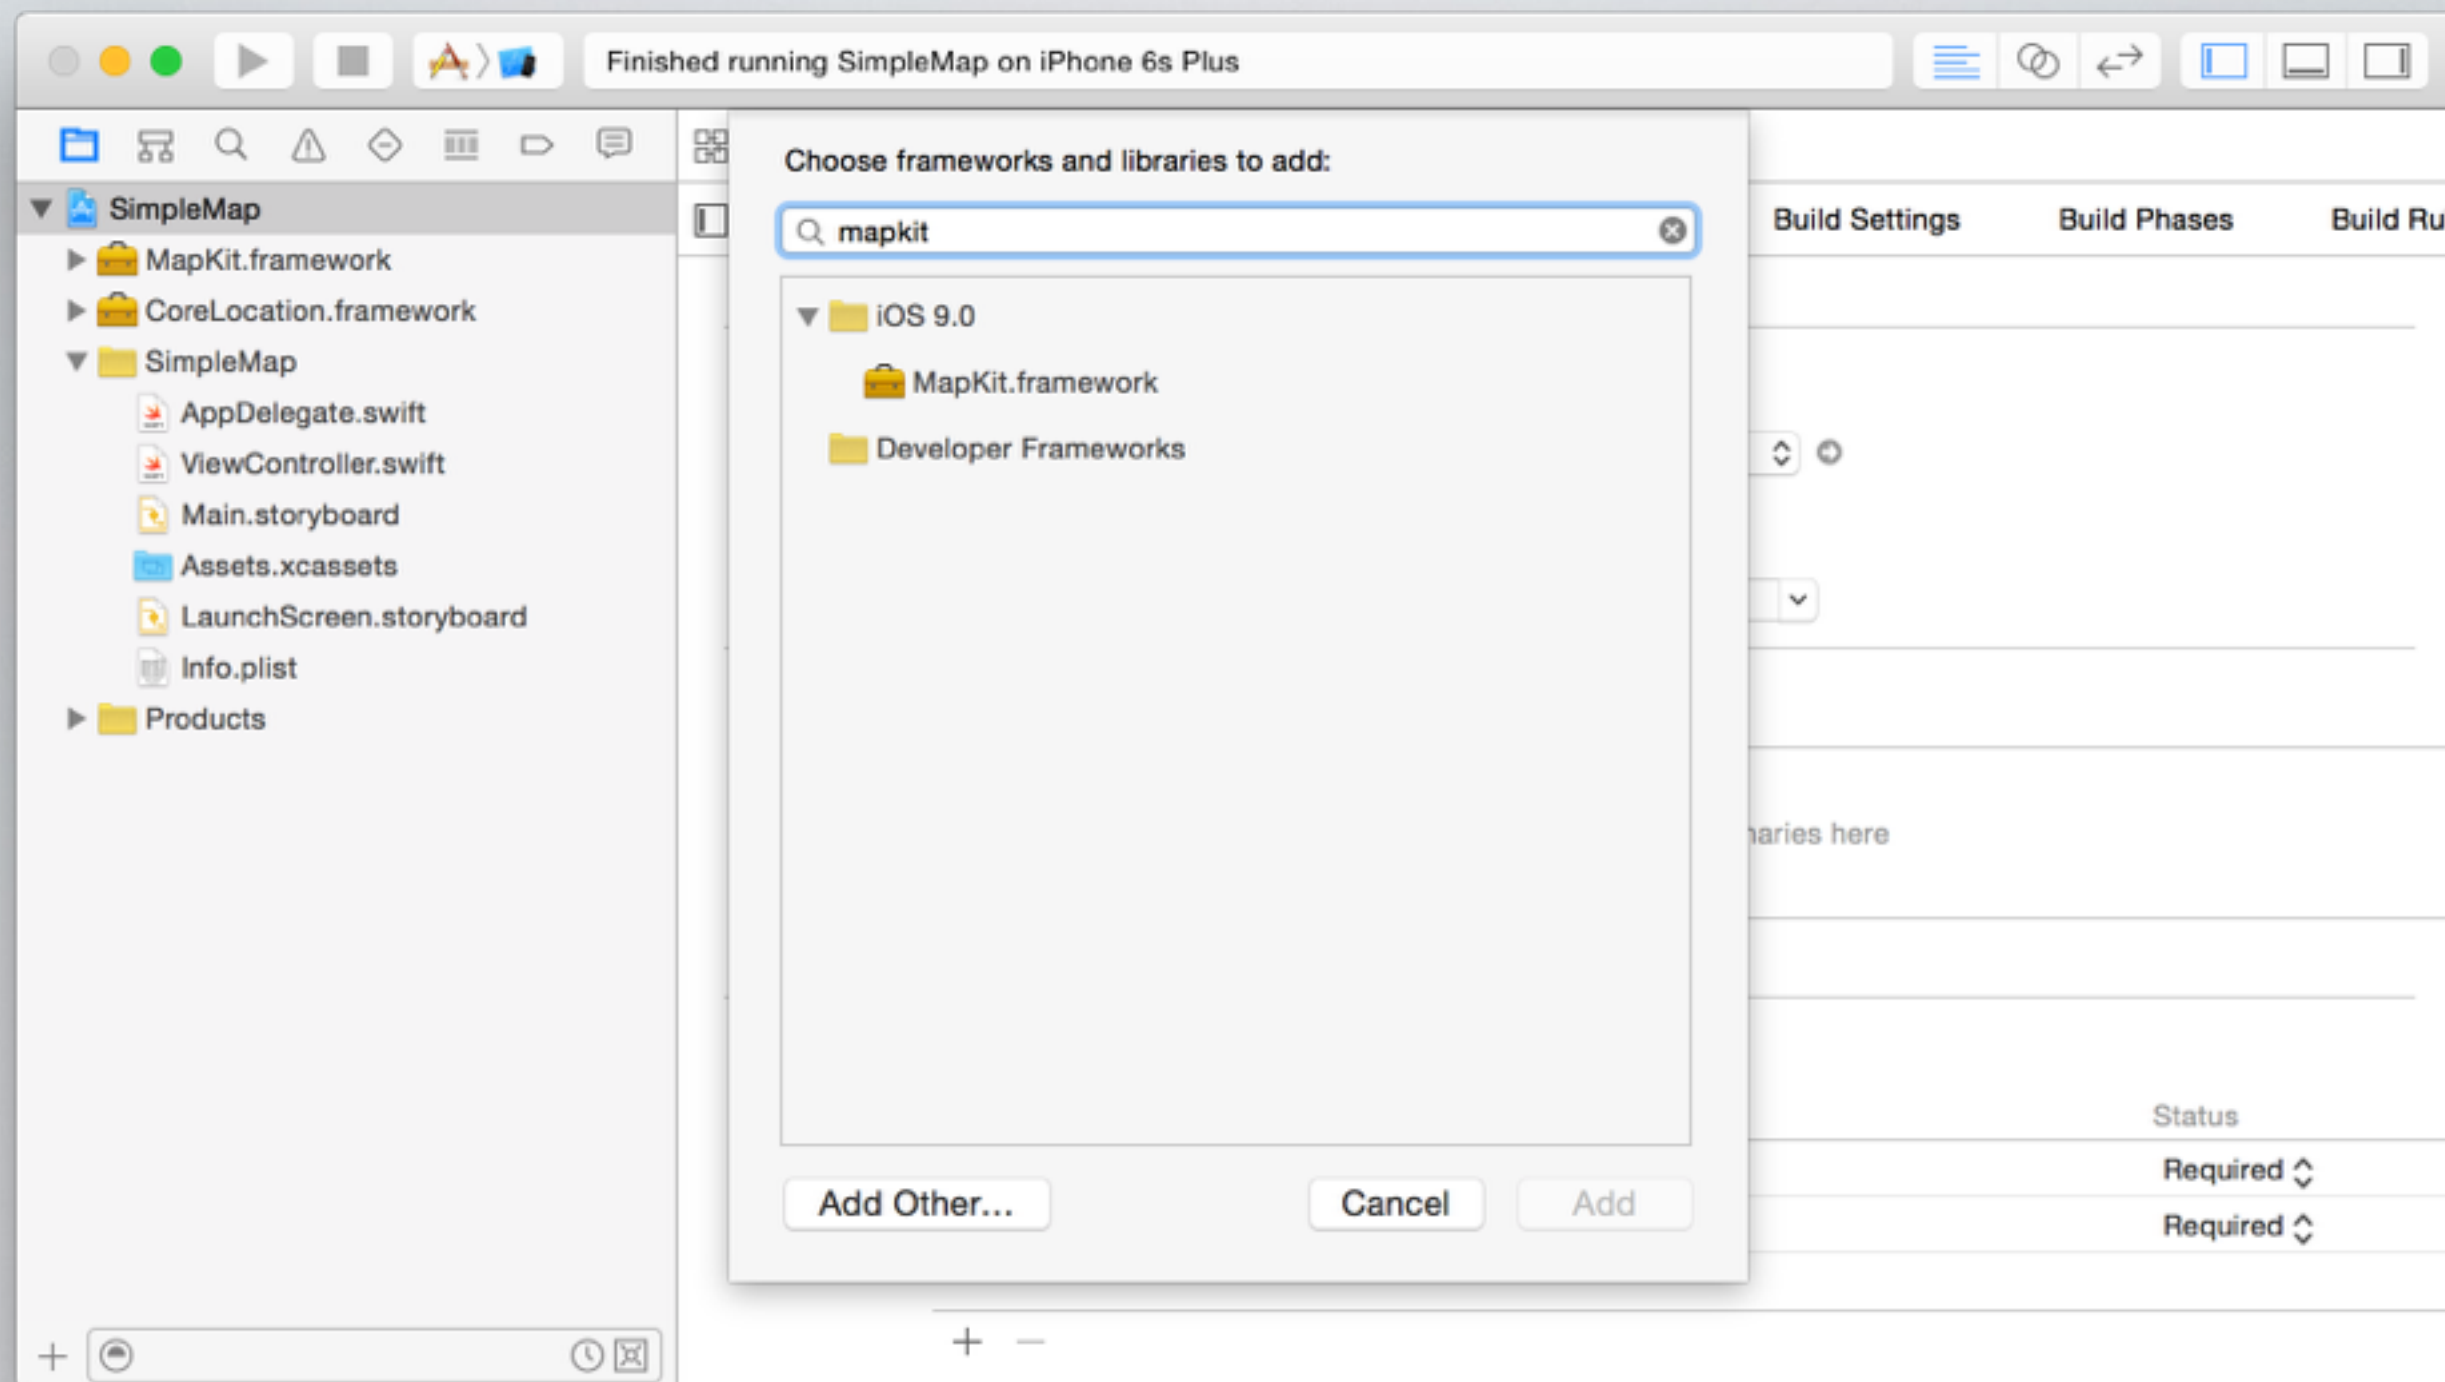 Finished running SimpleMap on iPhone 6s Plus
SimpleMap
MapKit.framework
CoreLocation.framework
SimpleMap
AppDelegate.swift
ViewController.swift
Main.storyboard
Assets.xcassets
LaunchScreen.storyboard
Info.plist
Products
Choose frameworks and libraries to add:
mapkit
iOS 9.0
MapKit.framework
Developer Frameworks
Add Other...
Cancel
Add
Build Settings Build Phases Build Ru
naries here
Status
Required
Required